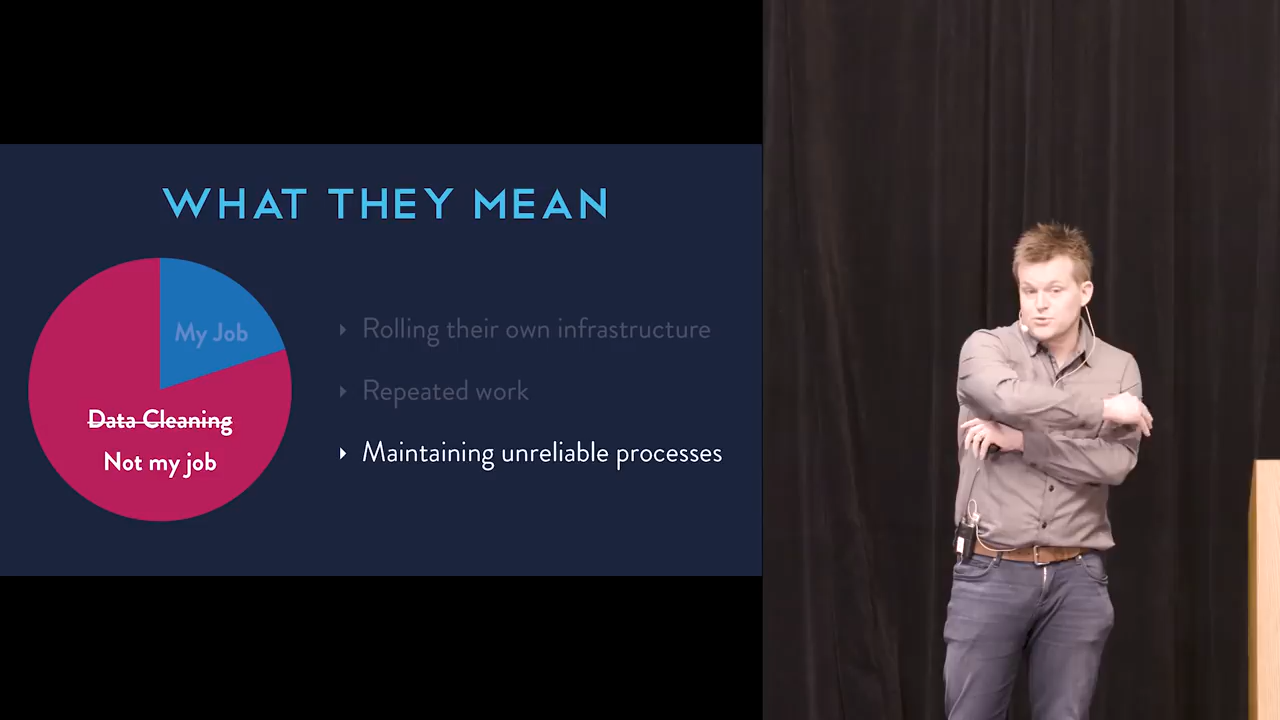 WHAT THEY MEAN
My Job
Data Cleaning
Not my job
Rolling their own infrastructure
Repeated work
Maintaining unreliable processes